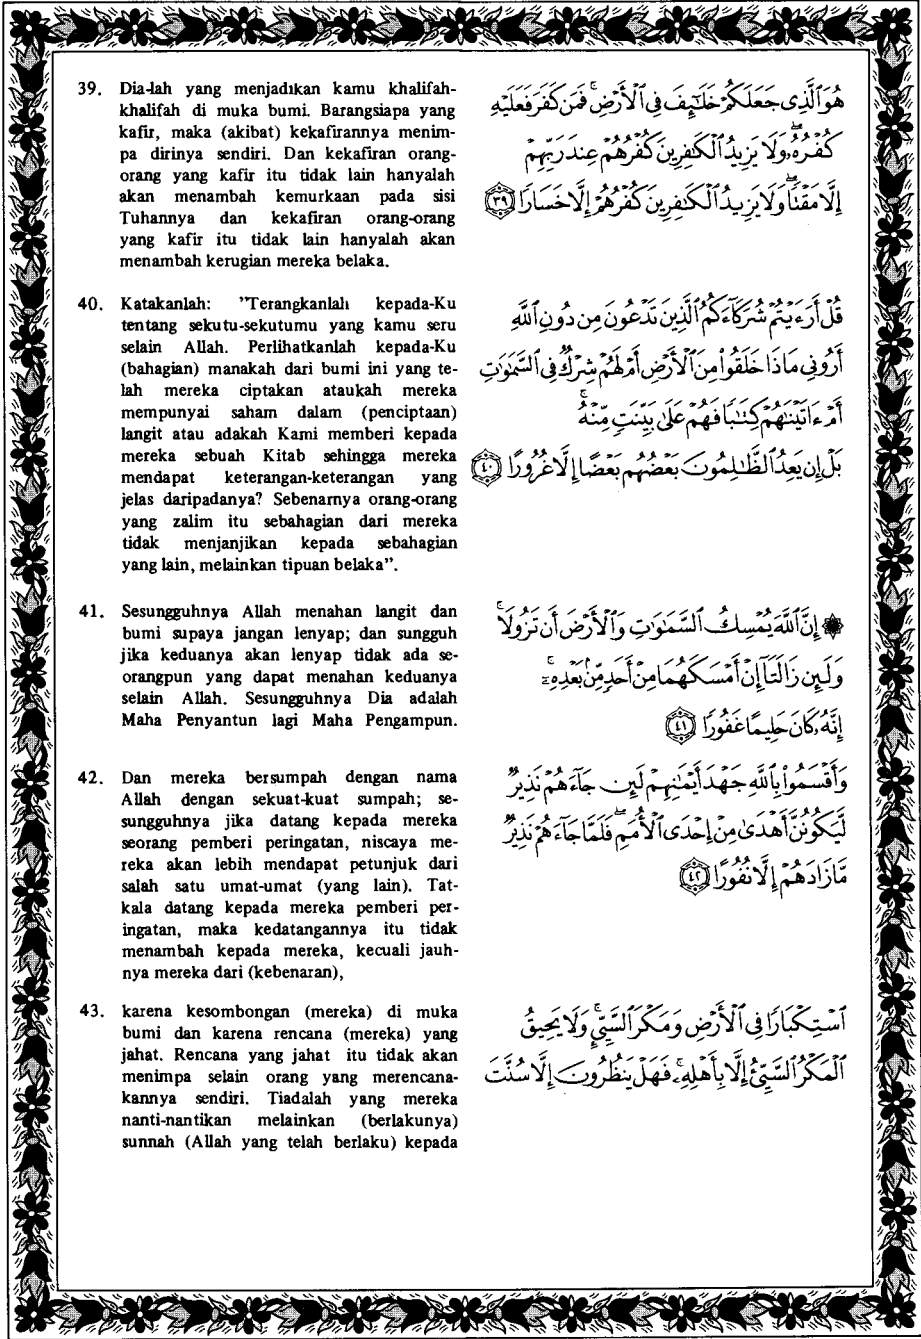 39. Dia-lah yang menjadikan kamu khalifah-
khalifah di muka bumi. Barangsiapa yang
kafir, maka (akibat) kekafirannya menim-
pa dirinya sendiri. Dan kekafiran orang-
orang yang kafir itu tidak lain hanyalah
akan menambah kemurkaan pada sisi
Tuhannya dan kekafiran orang-orang
yang kafir itu tidak lain hanyalah akan
menambah kerugian mereka belaka.
هُوَ ٱلَّذِى جَعَلَكُمْ خَلَٰٓئِفَ فِى ٱلْأَرْضِ ۚ فَمَن كَفَرَ فَعَلَيْهِ
كُفْرُهُۥ ۖ وَلَا يَزِيدُ ٱلْكَٰفِرِينَ كُفْرُهُمْ عِندَ رَبِّهِمْ
إِلَّا مَقْتًا ۖ وَلَا يَزِيدُ ٱلْكَٰفِرِينَ كُفْرُهُمْ إِلَّا خَسَارًا ﴿٣٩﴾
40. Katakanlah: ”Terangkanlah kepada-Ku
tentang sekutu-sekutumu yang kamu seru
selain Allah. Perlihatkanlah kepada-Ku
(bahagian) manakah dari bumi ini yang te-
lah mereka ciptakan ataukah mereka
mempunyai saham dalam (penciptaan)
langit atau adakah Kami memberi kepada
mereka sebuah Kitab sehingga mereka
mendapat keterangan-keterangan yang
jelas daripadanya? Sebenarnya orang-orang
yang zalim itu sebahagian dari mereka
tidak menjanjikan kepada sebahagian
yang lain, melainkan tipuan belaka”.
قُلْ أَرَءَيْتُمْ شُرَكَآءَكُمُ ٱلَّذِينَ تَدْعُونَ مِن دُونِ ٱللَّهِ
أَرُونِى مَاذَا خَلَقُوا۟ مِنَ ٱلْأَرْضِ أَمْ لَهُمْ شِرْكٌ فِى ٱلسَّمَٰوَٰتِ
أَمْ ءَاتَيْنَٰهُمْ كِتَٰبًا فَهُمْ عَلَىٰ بَيِّنَتٍ مِّنْهُ ۚ
بَلْ إِن يَعِدُ ٱلظَّٰلِمُونَ بَعْضُهُم بَعْضًا إِلَّا غُرُورًا ﴿٤٠﴾
41. Sesungguhnya Allah menahan langit dan
bumi supaya jangan lenyap; dan sungguh
jika keduanya akan lenyap tidak ada se-
orangpun yang dapat menahan keduanya
selain Allah. Sesungguhnya Dia adalah
Maha Penyantun lagi Maha Pengampun.
۞ إِنَّ ٱللَّهَ يُمْسِكُ ٱلسَّمَٰوَٰتِ وَٱلْأَرْضَ أَن تَزُولَا ۚ
وَلَئِن زَالَتَآ إِنْ أَمْسَكَهُمَا مِنْ أَحَدٍ مِّنۢ بَعْدِهِۦٓ ۚ
إِنَّهُۥ كَانَ حَلِيمًا غَفُورًا ﴿٤١﴾
42. Dan mereka bersumpah dengan nama
Allah dengan sekuat-kuat sumpah; se-
sungguhnya jika datang kepada mereka
seorang pemberi peringatan, niscaya me-
reka akan lebih mendapat petunjuk dari
salah satu umat-umat (yang lain). Tat-
kala datang kepada mereka pemberi per-
ingatan, maka kedatangannya itu tidak
menambah kepada mereka, kecuali jauh-
nya mereka dari (kebenaran),
وَأَقْسَمُوا۟ بِٱللَّهِ جَهْدَ أَيْمَٰنِهِمْ لَئِن جَآءَهُمْ نَذِيرٌ
لَّيَكُونُنَّ أَهْدَىٰ مِنْ إِحْدَى ٱلْأُمَمِ ۖ فَلَمَّا جَآءَهُمْ نَذِيرٌ
مَّا زَادَهُمْ إِلَّا نُفُورًا ﴿٤٢﴾
43. karena kesombongan (mereka) di muka
bumi dan karena rencana (mereka) yang
jahat. Rencana yang jahat itu tidak akan
menimpa selain orang yang merencana-
kannya sendiri. Tiadalah yang mereka
nanti-nantikan melainkan (berlakunya)
sunnah (Allah yang telah berlaku) kepada
ٱسْتِكْبَارًا فِى ٱلْأَرْضِ وَمَكْرَ ٱلسَّيِّئِ ۚ وَلَا يَحِيقُ
ٱلْمَكْرُ ٱلسَّيِّئُ إِلَّا بِأَهْلِهِۦ ۚ فَهَلْ يَنظُرُونَ إِلَّا سُنَّتَ